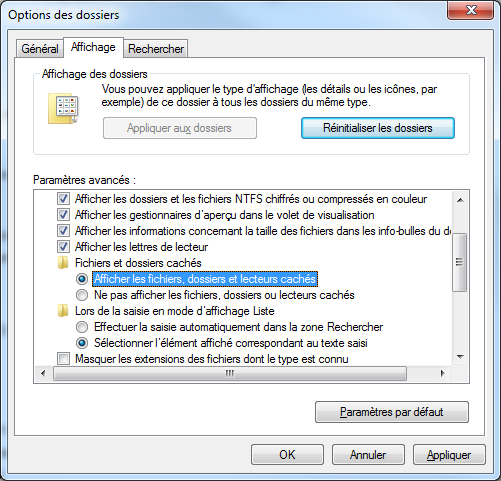 Options des dossiers
Général
Affichage
Rechercher
Affichage des dossiers
Vous pouvez appliquer le type d'affichage (les détails ou les icônes, par
exemple) de ce dossier à tous les dossiers du même type.
Appliquer aux dossiers
Réinitialiser les dossiers
Paramètres avancés :
Afficher les dossiers et les fichiers NTFS chiffrés ou compressés en couleur
Afficher les gestionnaires d'aperçu dans le volet de visualisation
Afficher les informations concernant la taille des fichiers dans les info-bulles du d
Afficher les lettres de lecteur
Fichiers et dossiers cachés
Afficher les fichiers, dossiers et lecteurs cachés
Ne pas afficher les fichiers, dossiers ou lecteurs cachés
Lors de la saisie en mode d'affichage Liste
Effectuer la saisie automatiquement dans la zone Rechercher
Sélectionner l'élément affiché correspondant au texte saisi
Masquer les extensions des fichiers dont le type est connu
Paramètres par défaut
OK
Annuler
Appliquer